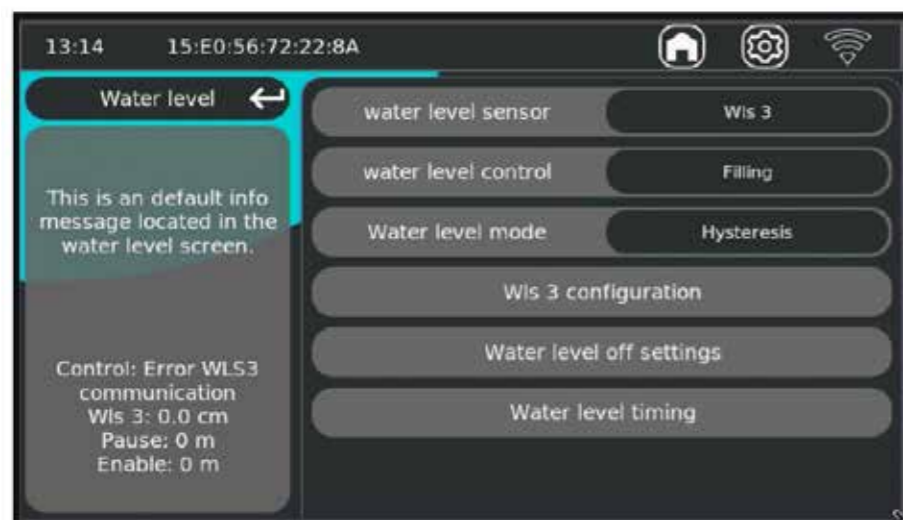 13:14 15:E0:56:72:22:8A
Water level
This is an default info
message located in the
water level screen.
Control: Error WLS3
communication
Wls 3: 0.0 cm
Pause: 0 m
Enable: 0 m
water level sensor Wls 3
water level control Filling
Water level mode Hysteresis
Wls 3 configuration
Water level off settings
Water level timing